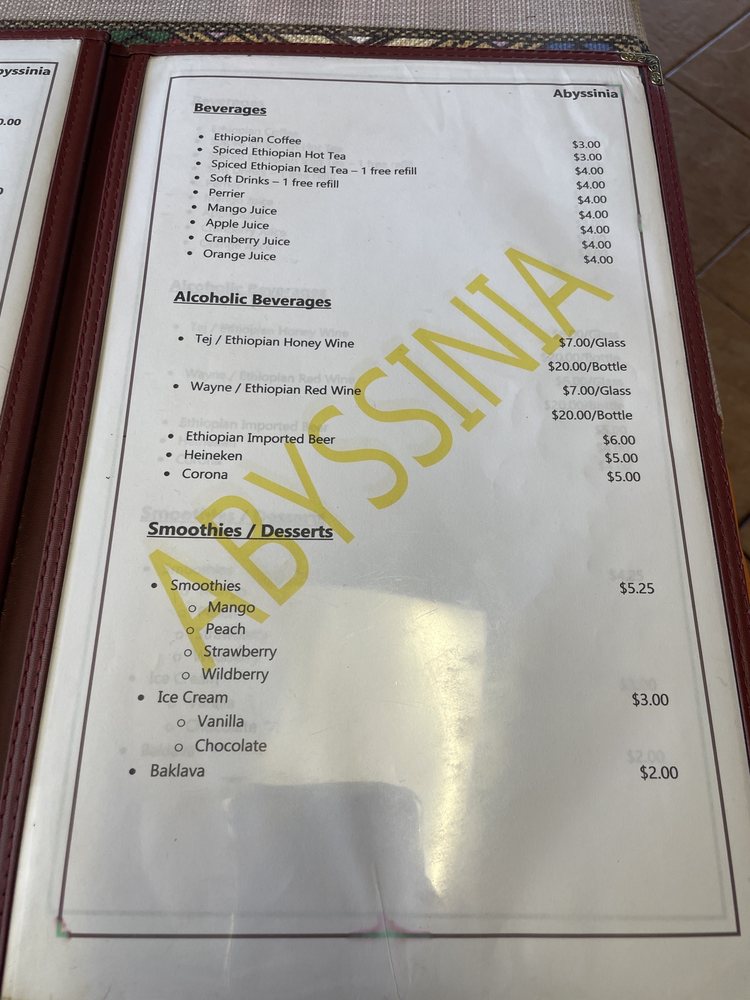 byssinia
0.00
Abyssinia
Beverages
• Ethiopian Coffee $3.00
• Spiced Ethiopian Hot Tea $3.00
• Spiced Ethiopian Iced Tea – 1 free refill $4.00
• Soft Drinks – 1 free refill $4.00
• Perrier $4.00
• Mango Juice $4.00
• Apple Juice $4.00
• Cranberry Juice $4.00
• Orange Juice $4.00
Alcoholic Beverages
• Tej / Ethiopian Honey Wine $7.00/Glass
$20.00/Bottle
• Wayne / Ethiopian Red Wine $7.00/Glass
$20.00/Bottle
• Ethiopian Imported Beer $6.00
• Heineken $5.00
• Corona $5.00
ABYSSINIA
Smoothies / Desserts
• Smoothies $5.25
o Mango
o Peach
o Strawberry
o Wildberry
• Ice Cream $3.00
o Vanilla
o Chocolate
• Baklava $2.00